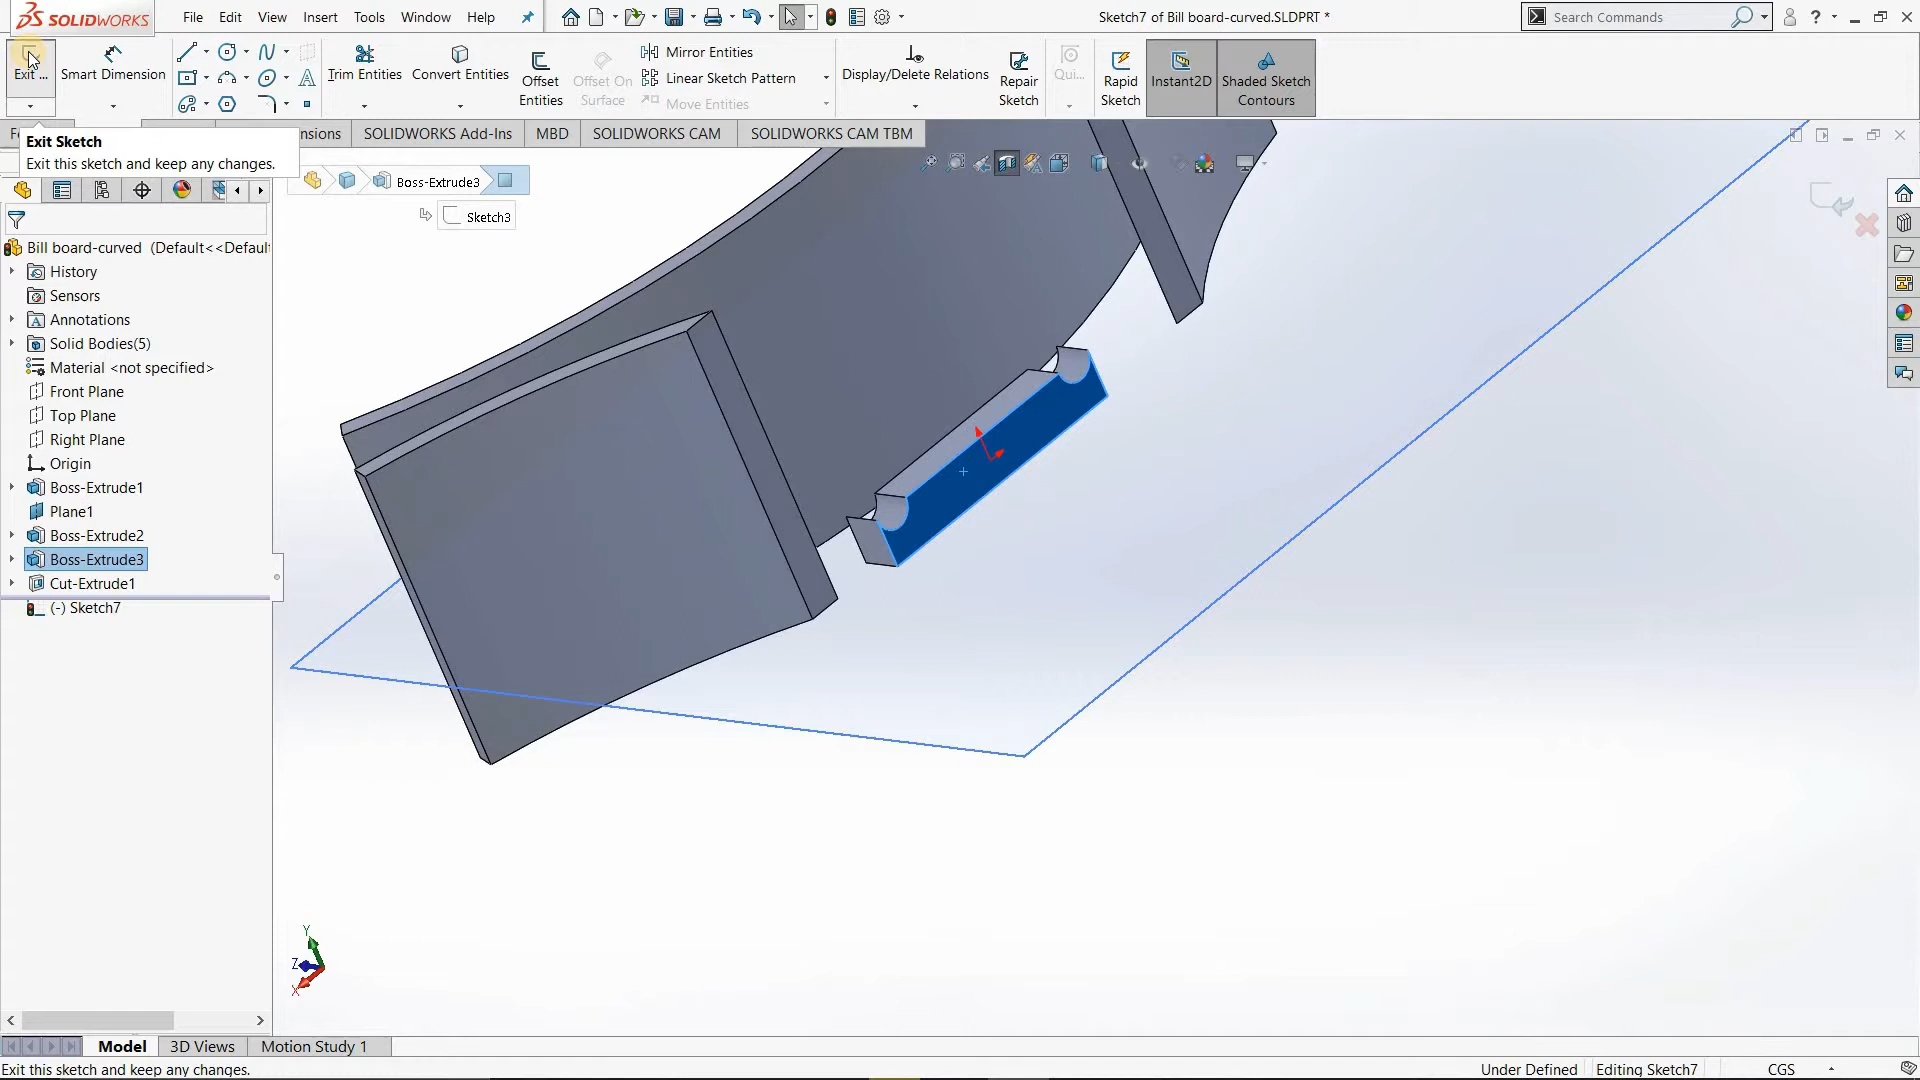 SOLIDWORKS
File Edit View Insert Tools Window Help
Sketch7 of Bill board-curved.SLDPRT *
Search Commands
?
Exit ...
Smart Dimension
Trim Entities
Convert Entities
Offset Entities
Offset On Surface
Mirror Entities
Linear Sketch Pattern
Move Entities
Display/Delete Relations
Repair Sketch
Qui...
Rapid Sketch
Instant2D
Shaded Sketch Contours
SOLIDWORKS Add-Ins MBD SOLIDWORKS CAM SOLIDWORKS CAM TBM
Exit Sketch
Exit this sketch and keep any changes.
Boss-Extrude3
Sketch3
Bill board-curved (Default<<Default
History
Sensors
Annotations
Solid Bodies(5)
Material <not specified>
Front Plane
Top Plane
Right Plane
Origin
Boss-Extrude1
Plane1
Boss-Extrude2
Boss-Extrude3
Cut-Extrude1
(-) Sketch7
Y
Z
X
Model 3D Views Motion Study 1
Exit this sketch and keep any changes.
Under Defined Editing Sketch7 CGS